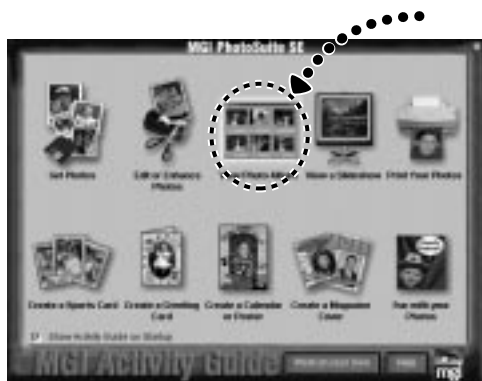 MGI PhotoSuite SE
Get Photos
Edit or Enhance
Photos
Photo Album
View a Slideshow
Print Your Photos
Create a Sports Card
Create a Greeting
Card
Create a Calendar
or Poster
Create a Magazine
Cover
Fun with your
Photos
Show Activity Guide on Startup
MGI Activity Guide
Help
mgi